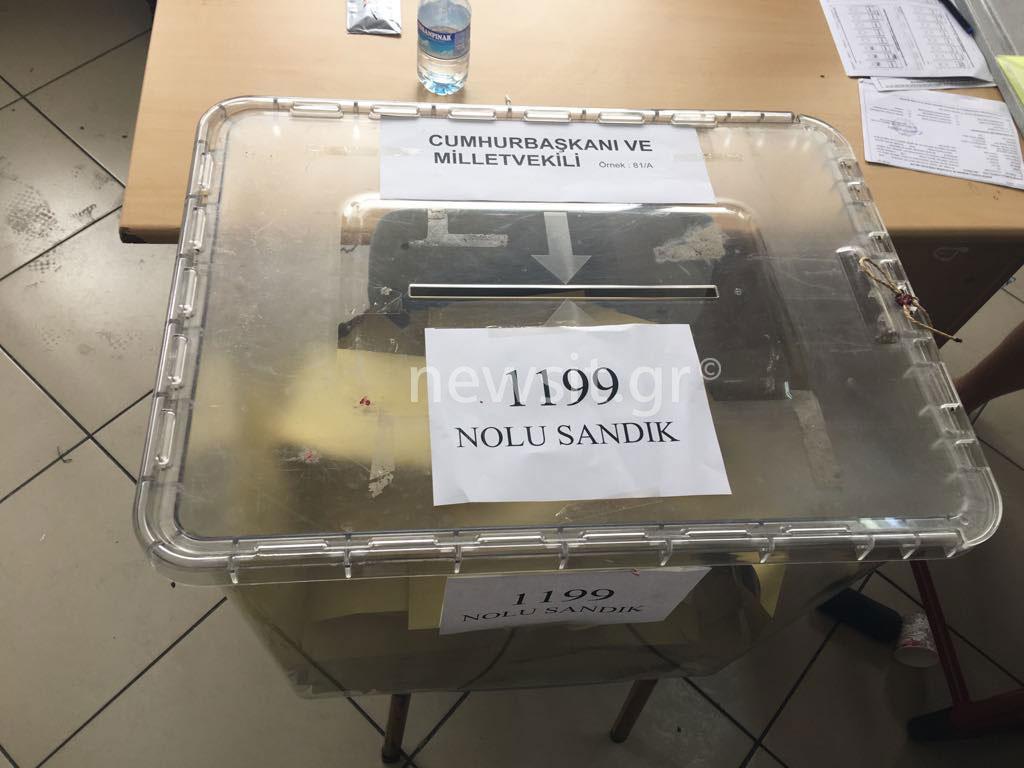 CUMHURBAŞKANI VE
MİLLETVEKİLİ Örnek : 81/A
newsit.gr©
1199
NOLU SANDIK
1199
NOLU SANDIK